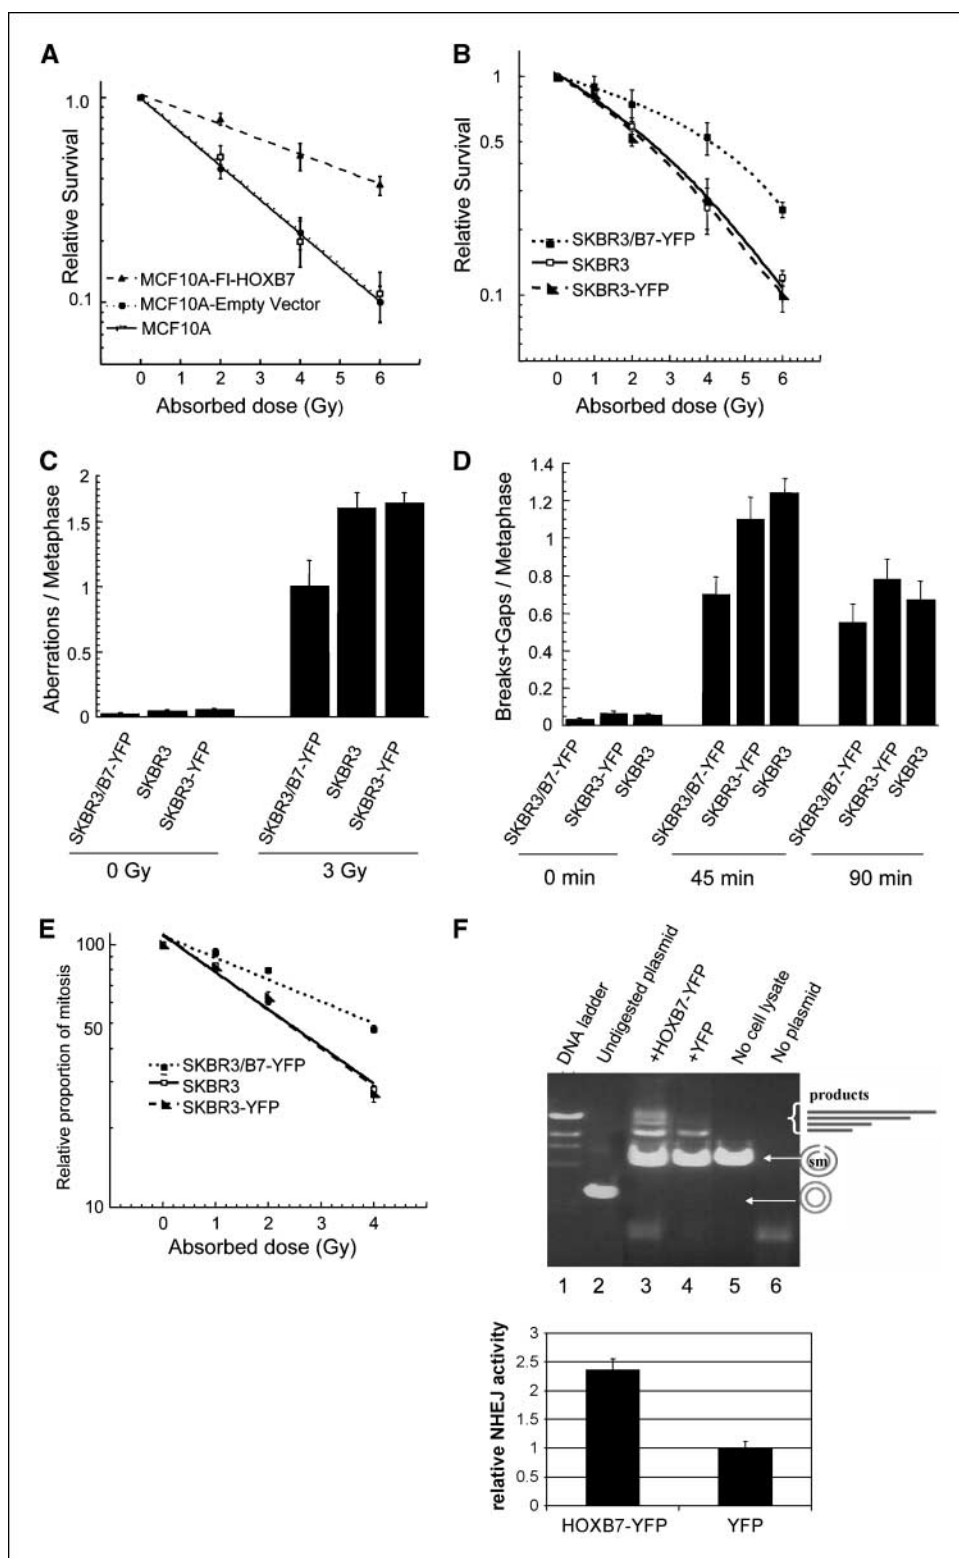 A
Relative Survival
1.0
0.1
MCF10A-Fl-HOXB7
MCF10A-Empty Vector
MCF10A
0 1 2 3 4 5 6
Absorbed dose (Gy)
B
Relative Survival
1
0.5
0.1
SKBR3/B7-YFP
SKBR3
SKBR3-YFP
0 1 2 3 4 5 6
Absorbed dose (Gy)
C
Aberrations / Metaphase
2
1.5
1
0.5
0
SKBR3/B7-YFP
SKBR3
SKBR3-YFP
SKBR3/B7-YFP
SKBR3
SKBR3-YFP
0 Gy
3 Gy
D
Breaks+Gaps / Metaphase
1.4
1.2
1
0.8
0.6
0.4
0.2
0
SKBR3/B7-YFP
SKBR3-YFP
SKBR3
SKBR3/B7-YFP
SKBR3-YFP
SKBR3
SKBR3/B7-YFP
SKBR3-YFP
SKBR3
0 min
45 min
90 min
E
Relative proportion of mitosis
100
50
10
SKBR3/B7-YFP
SKBR3
SKBR3-YFP
0 1 2 3 4
Absorbed dose (Gy)
F
DNA ladder
Undigested plasmid
+HOXB7-YFP
+YFP
No cell lysate
No plasmid
products
sm
1 2 3 4 5 6
relative NHEJ activity
3
2.5
2
1.5
1
0.5
0
HOXB7-YFP
YFP